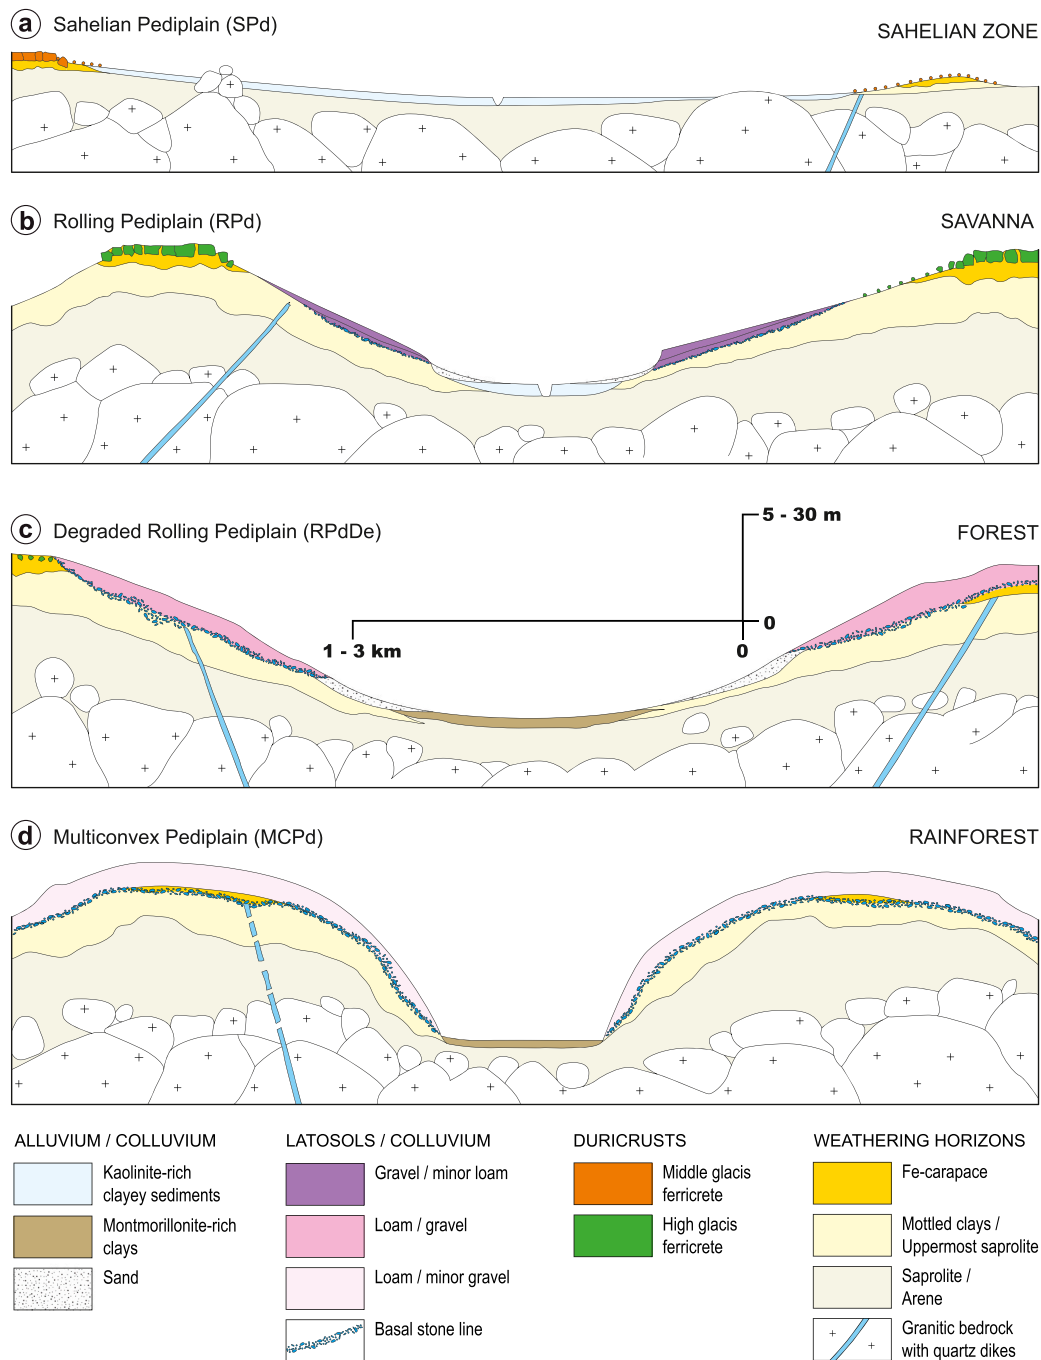 a Sahelian Pediplain (SPd)
SAHELIAN ZONE
b Rolling Pediplain (RPd)
SAVANNA
c Degraded Rolling Pediplain (RPdDe)
5 - 30 m
FOREST
0
1 - 3 km
0
d Multiconvex Pediplain (MCPd)
RAINFOREST
ALLUVIUM / COLLUVIUM
Kaolinite-rich
clayey sediments
Montmorillonite-rich
clays
Sand
LATOSOLS / COLLUVIUM
Gravel / minor loam
Loam / gravel
Loam / minor gravel
Basal stone line
DURICRUSTS
Middle glacis
ferricrete
High glacis
ferricrete
WEATHERING HORIZONS
Fe-carapace
Mottled clays /
Uppermost saprolite
Saprolite /
Arene
Granitic bedrock
with quartz dikes